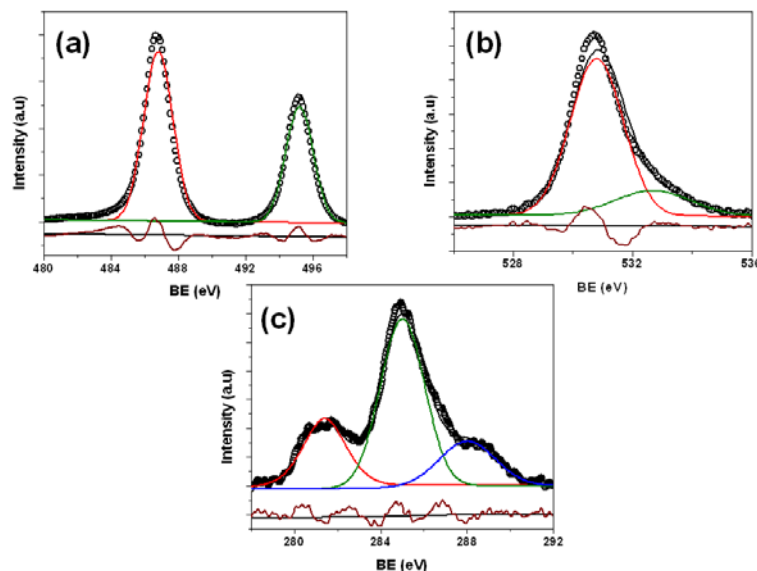 (a)
Intensity (a.u)
480 484 488 492 496
BE (eV)
(b)
Intensity (a.u)
528 532 536
BE (eV)
(c)
Intensity (a.u)
280 284 288 292
BE (eV)